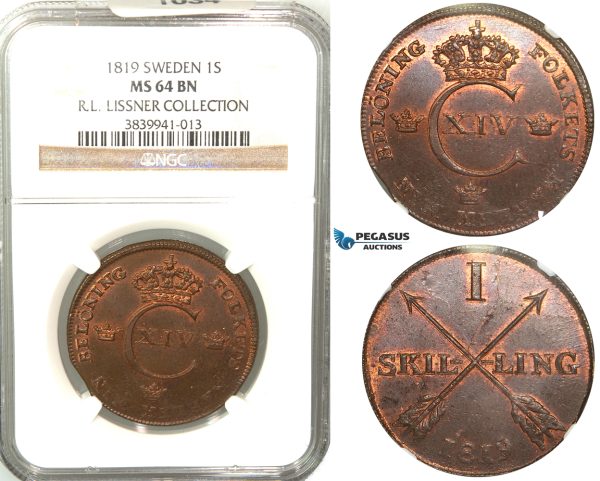 1819 SWEDEN 1S
MS 64 BN
R.L. LISSNER COLLECTION
3839941-013
NGC
BELÖNING FOLKETS
XIV
BELÖNING FOLKETS
XIV
PEGASUS
AUCTIONS
I
SKIL-LING
1819